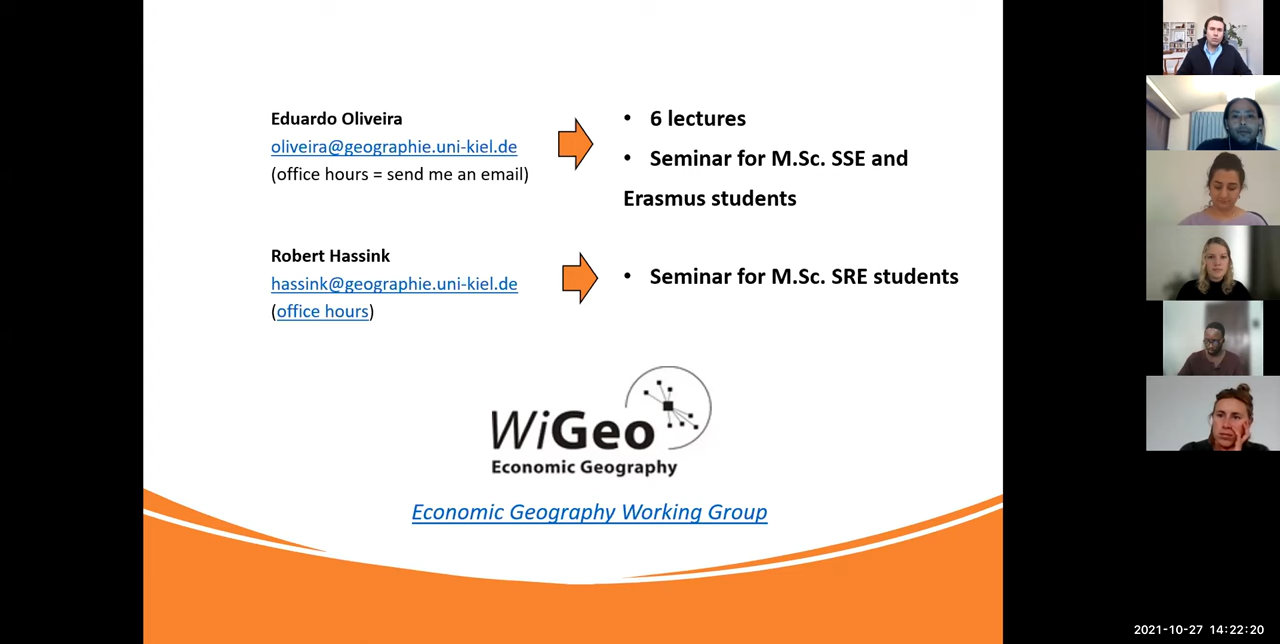 Eduardo Oliveira
oliveira@geographie.uni-kiel.de
(office hours = send me an email)
• 6 lectures
• Seminar for M.Sc. SSE and
Erasmus students
Robert Hassink
hassink@geographie.uni-kiel.de
(office hours)
• Seminar for M.Sc. SRE students
WiGeo
Economic Geography
Economic Geography Working Group
2021-10-27 14:22:20